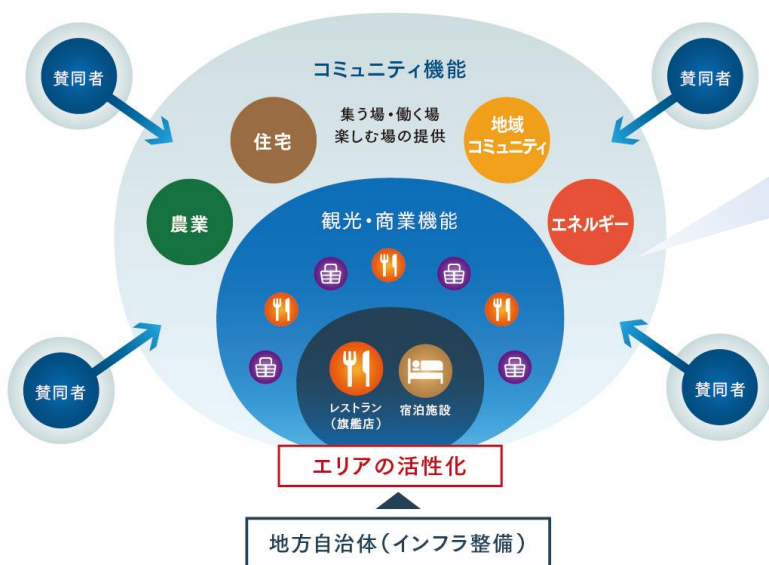 賛同者
コミュニティ機能
賛同者
住宅
集う場・働く場
楽しむ場の提供
地域
コミュニティ
農業
観光・商業機能
エネルギー
賛同者
レストラン
(旗艦店)
宿泊施設
賛同者
エリアの活性化
地方自治体(インフラ整備)